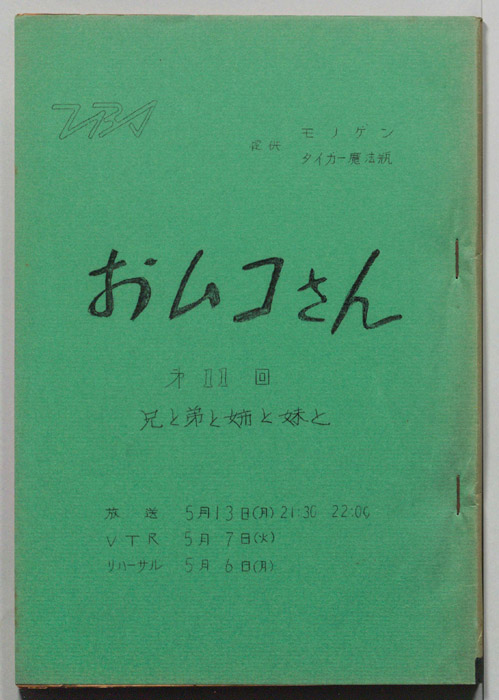 TBS
提供 モノゲン
タイガー魔法瓶
おムコさん
第11回
兄と弟と姉と妹と
放送 5月13日(月)21:30 22:00
VTR 5月7日(火)
リハーサル 5月6日(月)